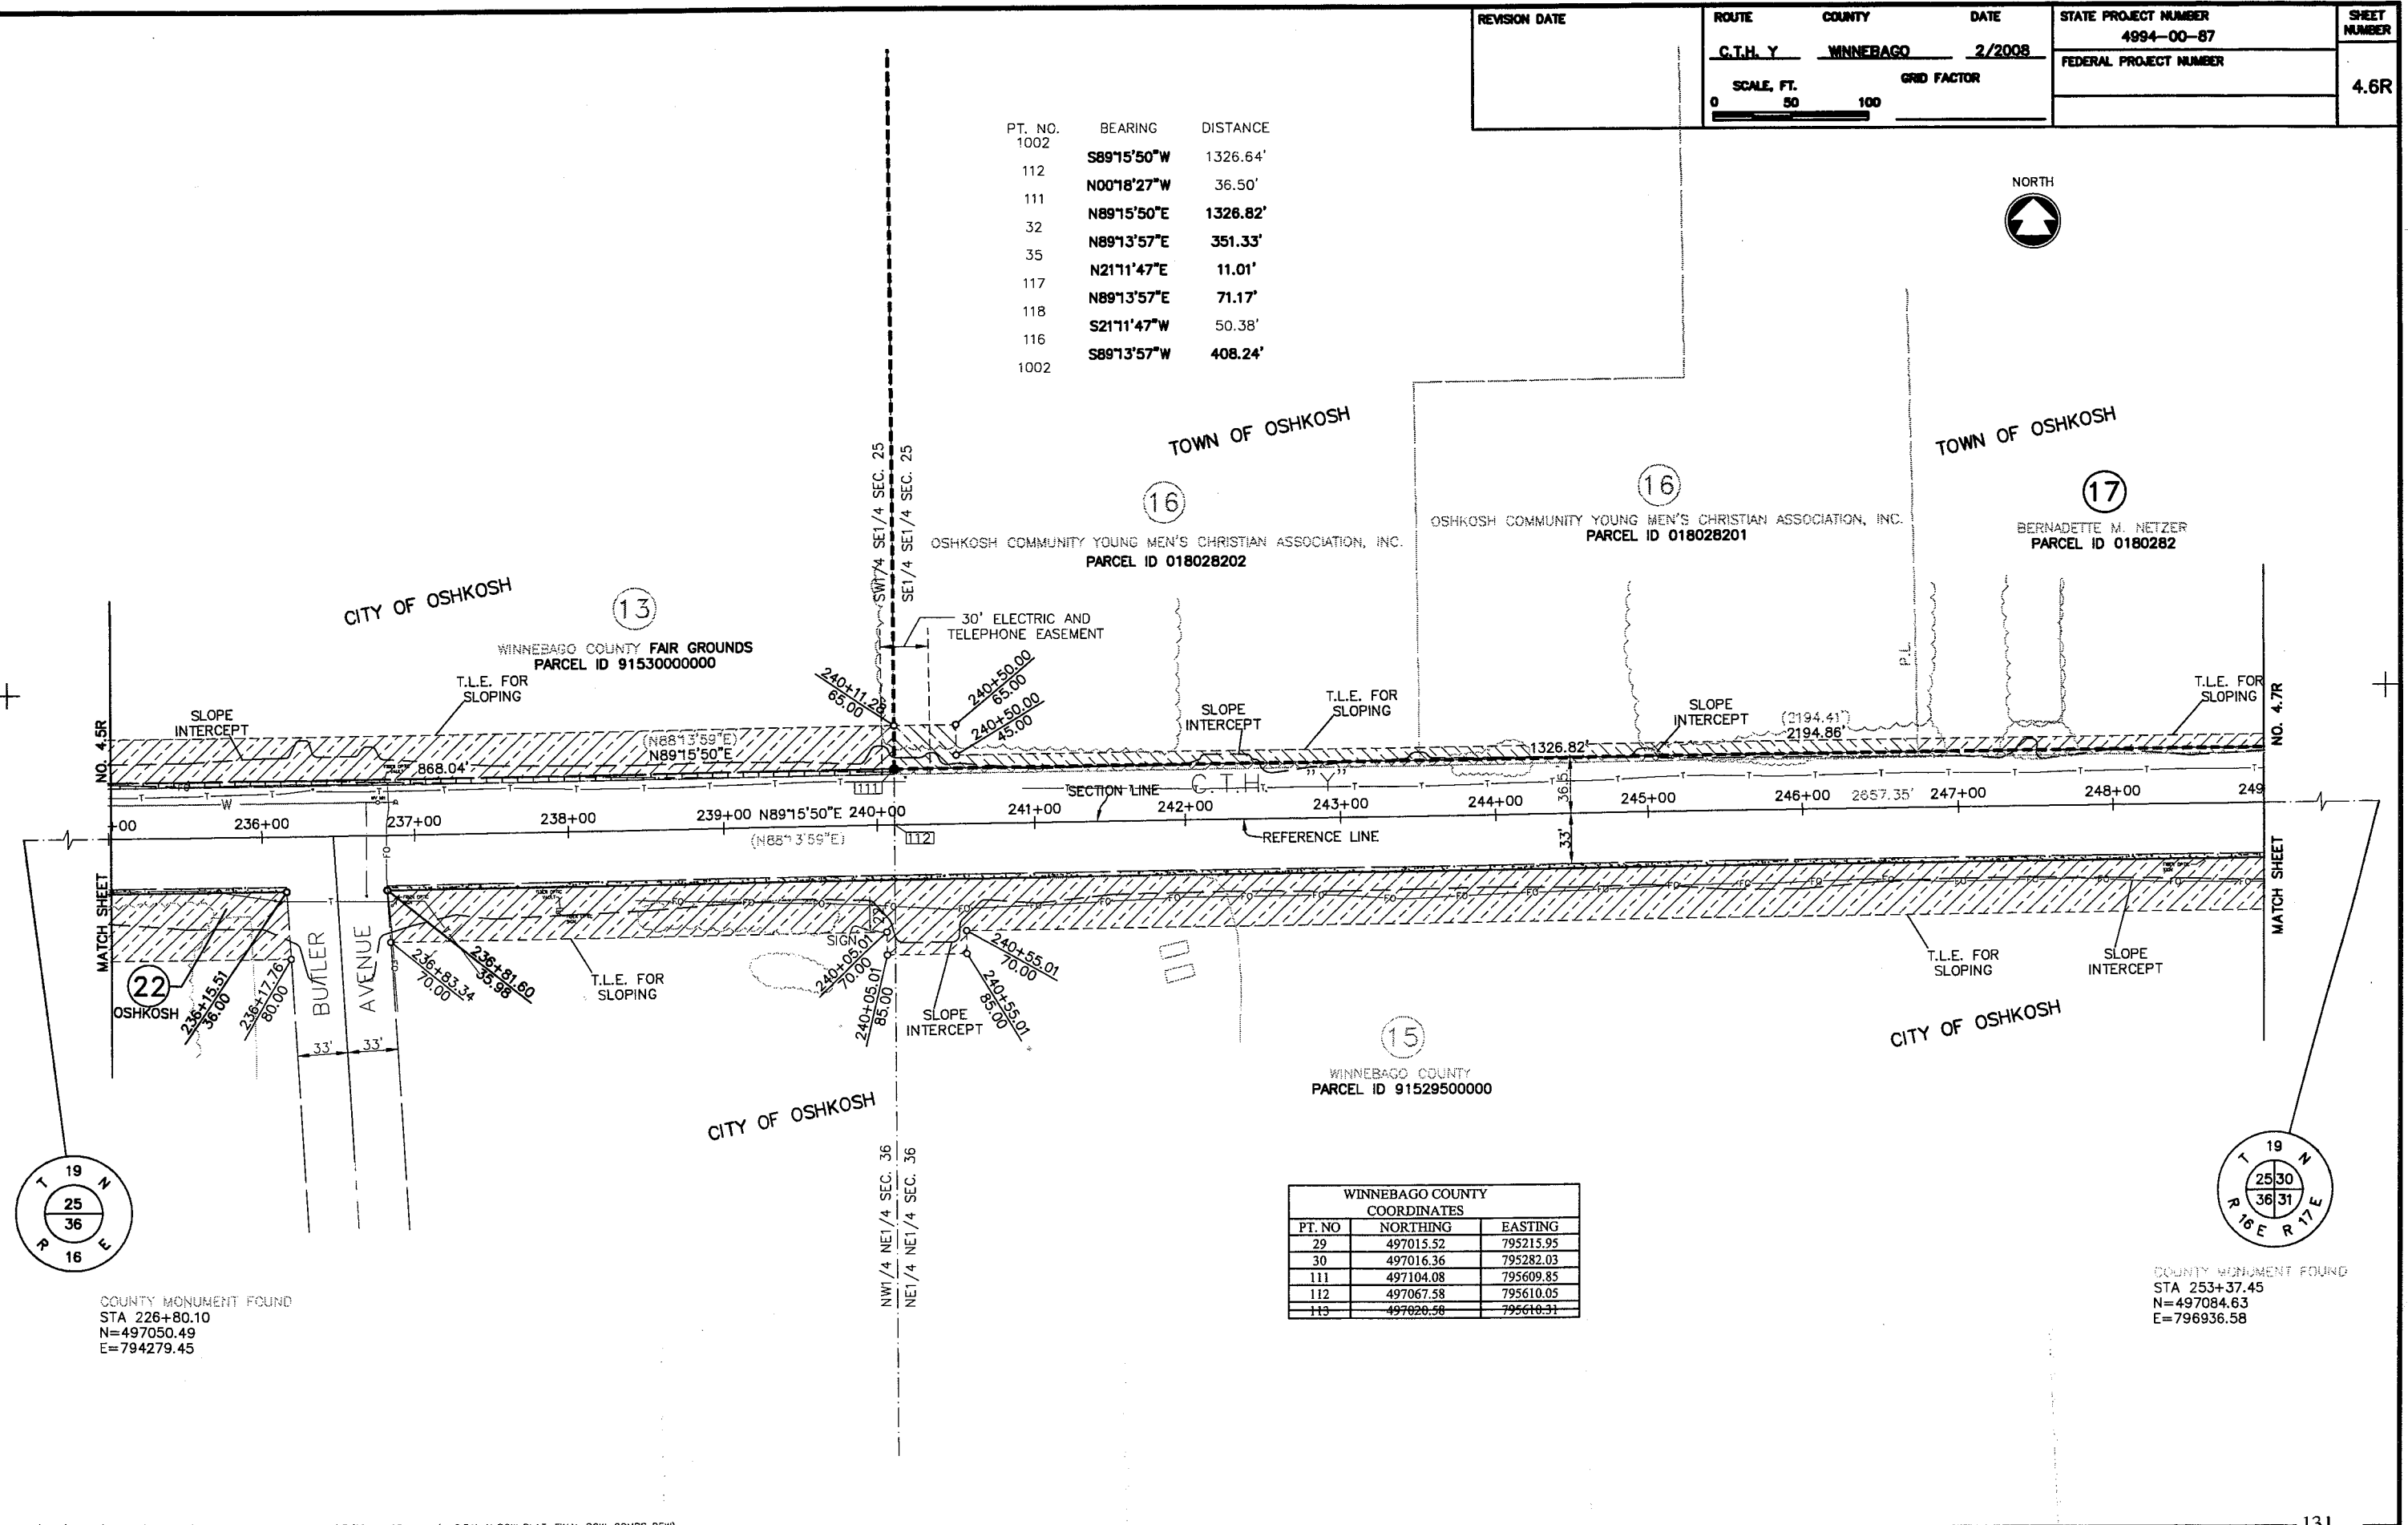 REVISION DATE
ROUTE COUNTY DATE
C.T.H. Y WINNEBAGO 2/2008
SCALE, FT. GRID FACTOR
0 50 100
STATE PROJECT NUMBER
4994-00-87
FEDERAL PROJECT NUMBER
SHEET
NUMBER
4.6R
PT. NO. BEARING DISTANCE
1002
S89°15'50"W 1326.64'
112
N00°18'27"W 36.50'
111
N89°15'50"E 1326.82'
32
N89°13'57"E 351.33'
35
N21°11'47"E 11.01'
117
N89°13'57"E 71.17'
118
S21°11'47"W 50.38'
116
S89°13'57"W 408.24'
1002
NORTH
TOWN OF OSHKOSH
TOWN OF OSHKOSH
SW1/4 SE1/4 SEC. 25
SE1/4 SE1/4 SEC. 25
16
OSHKOSH COMMUNITY YOUNG MEN'S CHRISTIAN ASSOCIATION, INC.
PARCEL ID 018028202
16
OSHKOSH COMMUNITY YOUNG MEN'S CHRISTIAN ASSOCIATION, INC.
PARCEL ID 018028201
17
BERNADETTE M. NETZER
PARCEL ID 0180282
CITY OF OSHKOSH
13
WINNEBAGO COUNTY FAIR GROUNDS
PARCEL ID 91530000000
30' ELECTRIC AND
TELEPHONE EASEMENT
P.L.
T.L.E. FOR
SLOPING
SLOPE
INTERCEPT
240+11.28
65.00
240+50.00
65.00
240+50.00
45.00
SLOPE
INTERCEPT
T.L.E. FOR
SLOPING
SLOPE
INTERCEPT
(2194.41')
2194.86'
T.L.E. FOR
SLOPING
NO. 4.5R
NO. 4.7R
(N88°13'59"E)
N89°15'50"E
868.04'
1326.82'
111
SECTION LINE
C.T.H. "Y"
36.5'
W
+00 236+00 237+00 238+00 239+00 N89°15'50"E 240+00 241+00 242+00 243+00 244+00 245+00 246+00 2657.35' 247+00 248+00 249
(N88°13'59"E)
112
REFERENCE LINE
33'
MATCH SHEET
MATCH SHEET
22
OSHKOSH
236+15.51
36.00
236+17.76
80.00
BUTLER
AVENUE
33' 33'
236+83.34
70.00
236+81.60
35.98
T.L.E. FOR
SLOPING
SIGN
240+05.01
70.00
240+05.01
85.00
SLOPE
INTERCEPT
240+55.01
70.00
240+55.01
85.00
T.L.E. FOR
SLOPING
SLOPE
INTERCEPT
CITY OF OSHKOSH
15
WINNEBAGO COUNTY
PARCEL ID 91529500000
CITY OF OSHKOSH
NW1/4 NE1/4 SEC. 36
NE1/4 NE1/4 SEC. 36
T 19 N
25
36
R 16 E
COUNTY MONUMENT FOUND
STA 226+80.10
N=497050.49
E=794279.45
WINNEBAGO COUNTY
COORDINATES
PT. NO NORTHING EASTING
29 497015.52 795215.95
30 497016.36 795282.03
111 497104.08 795609.85
112 497067.58 795610.05
113 497020.58 795610.31
T 19 N
25 30
36 31
R 16 E R 17 E
COUNTY MONUMENT FOUND
STA 253+37.45
N=497084.63
E=796936.58
131